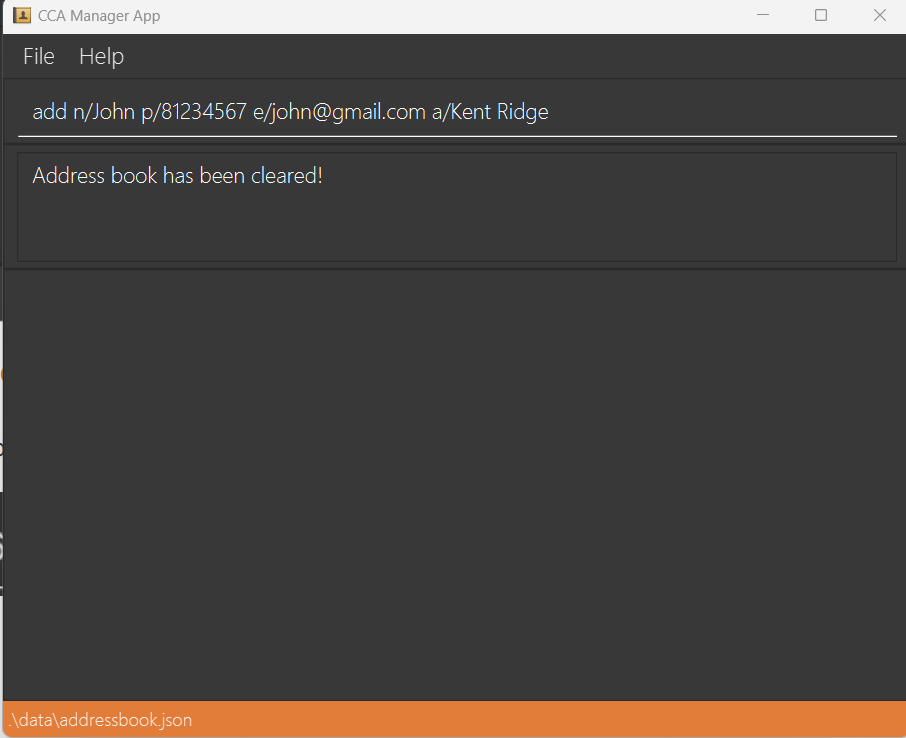 CCA Manager App
File Help
add n/John p/81234567 e/john@gmail.com a/Kent Ridge
Address book has been cleared!
.\data\addressbook.json